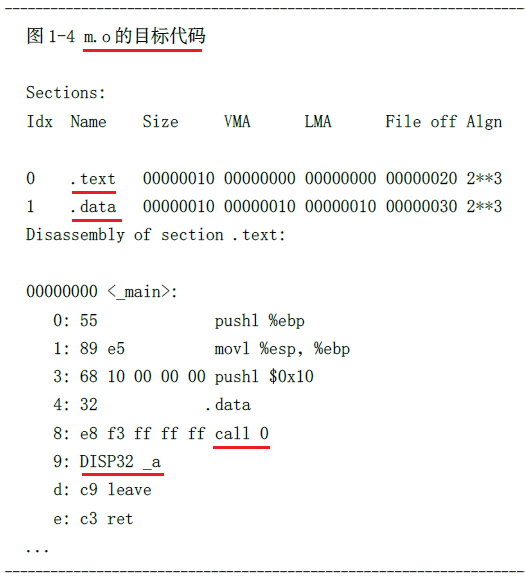 图1-4 m.o的目标代码
Sections:
Idx Name Size VMA LMA File off Algn
0 .text 00000010 00000000 00000000 00000020 2**3
1 .data 00000010 00000010 00000010 00000030 2**3
Disassembly of section .text:
00000000 <_main>:
0: 55 pushl %ebp
1: 89 e5 movl %esp, %ebp
3: 68 10 00 00 00 pushl $0x10
4: 32 .data
8: e8 f3 ff ff ff call 0
9: DISP32 _a
d: c9 leave
e: c3 ret
...